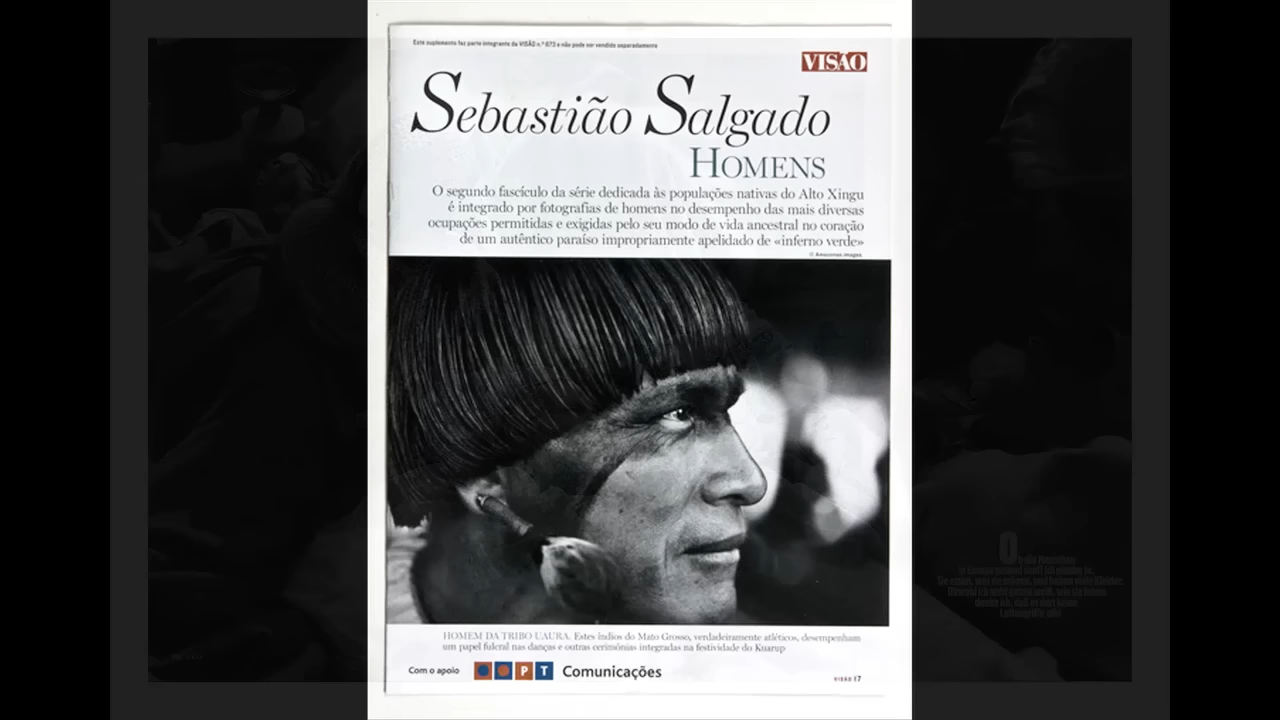 Este suplemento faz parte integrante da VISÃO n.º 673 e não pode ser vendido separadamente
VISÃO
Sebastião Salgado
HOMENS
O segundo fascículo da série dedicada às populações nativas do Alto Xingu
é integrado por fotografias de homens no desempenho das mais diversas
ocupações permitidas e exigidas pelo seu modo de vida ancestral no coração
de um autêntico paraíso impropriamente apelidado de «inferno verde»
© Amazonas images
HOMEM DA TRIBO UAURA. Estes índios do Mato Grosso, verdadeiramente atléticos, desempenham
um papel fulcral nas danças e outras cerimónias integradas na festividade do Kuarup
Com o apoio PT Comunicações
VISÃO 17